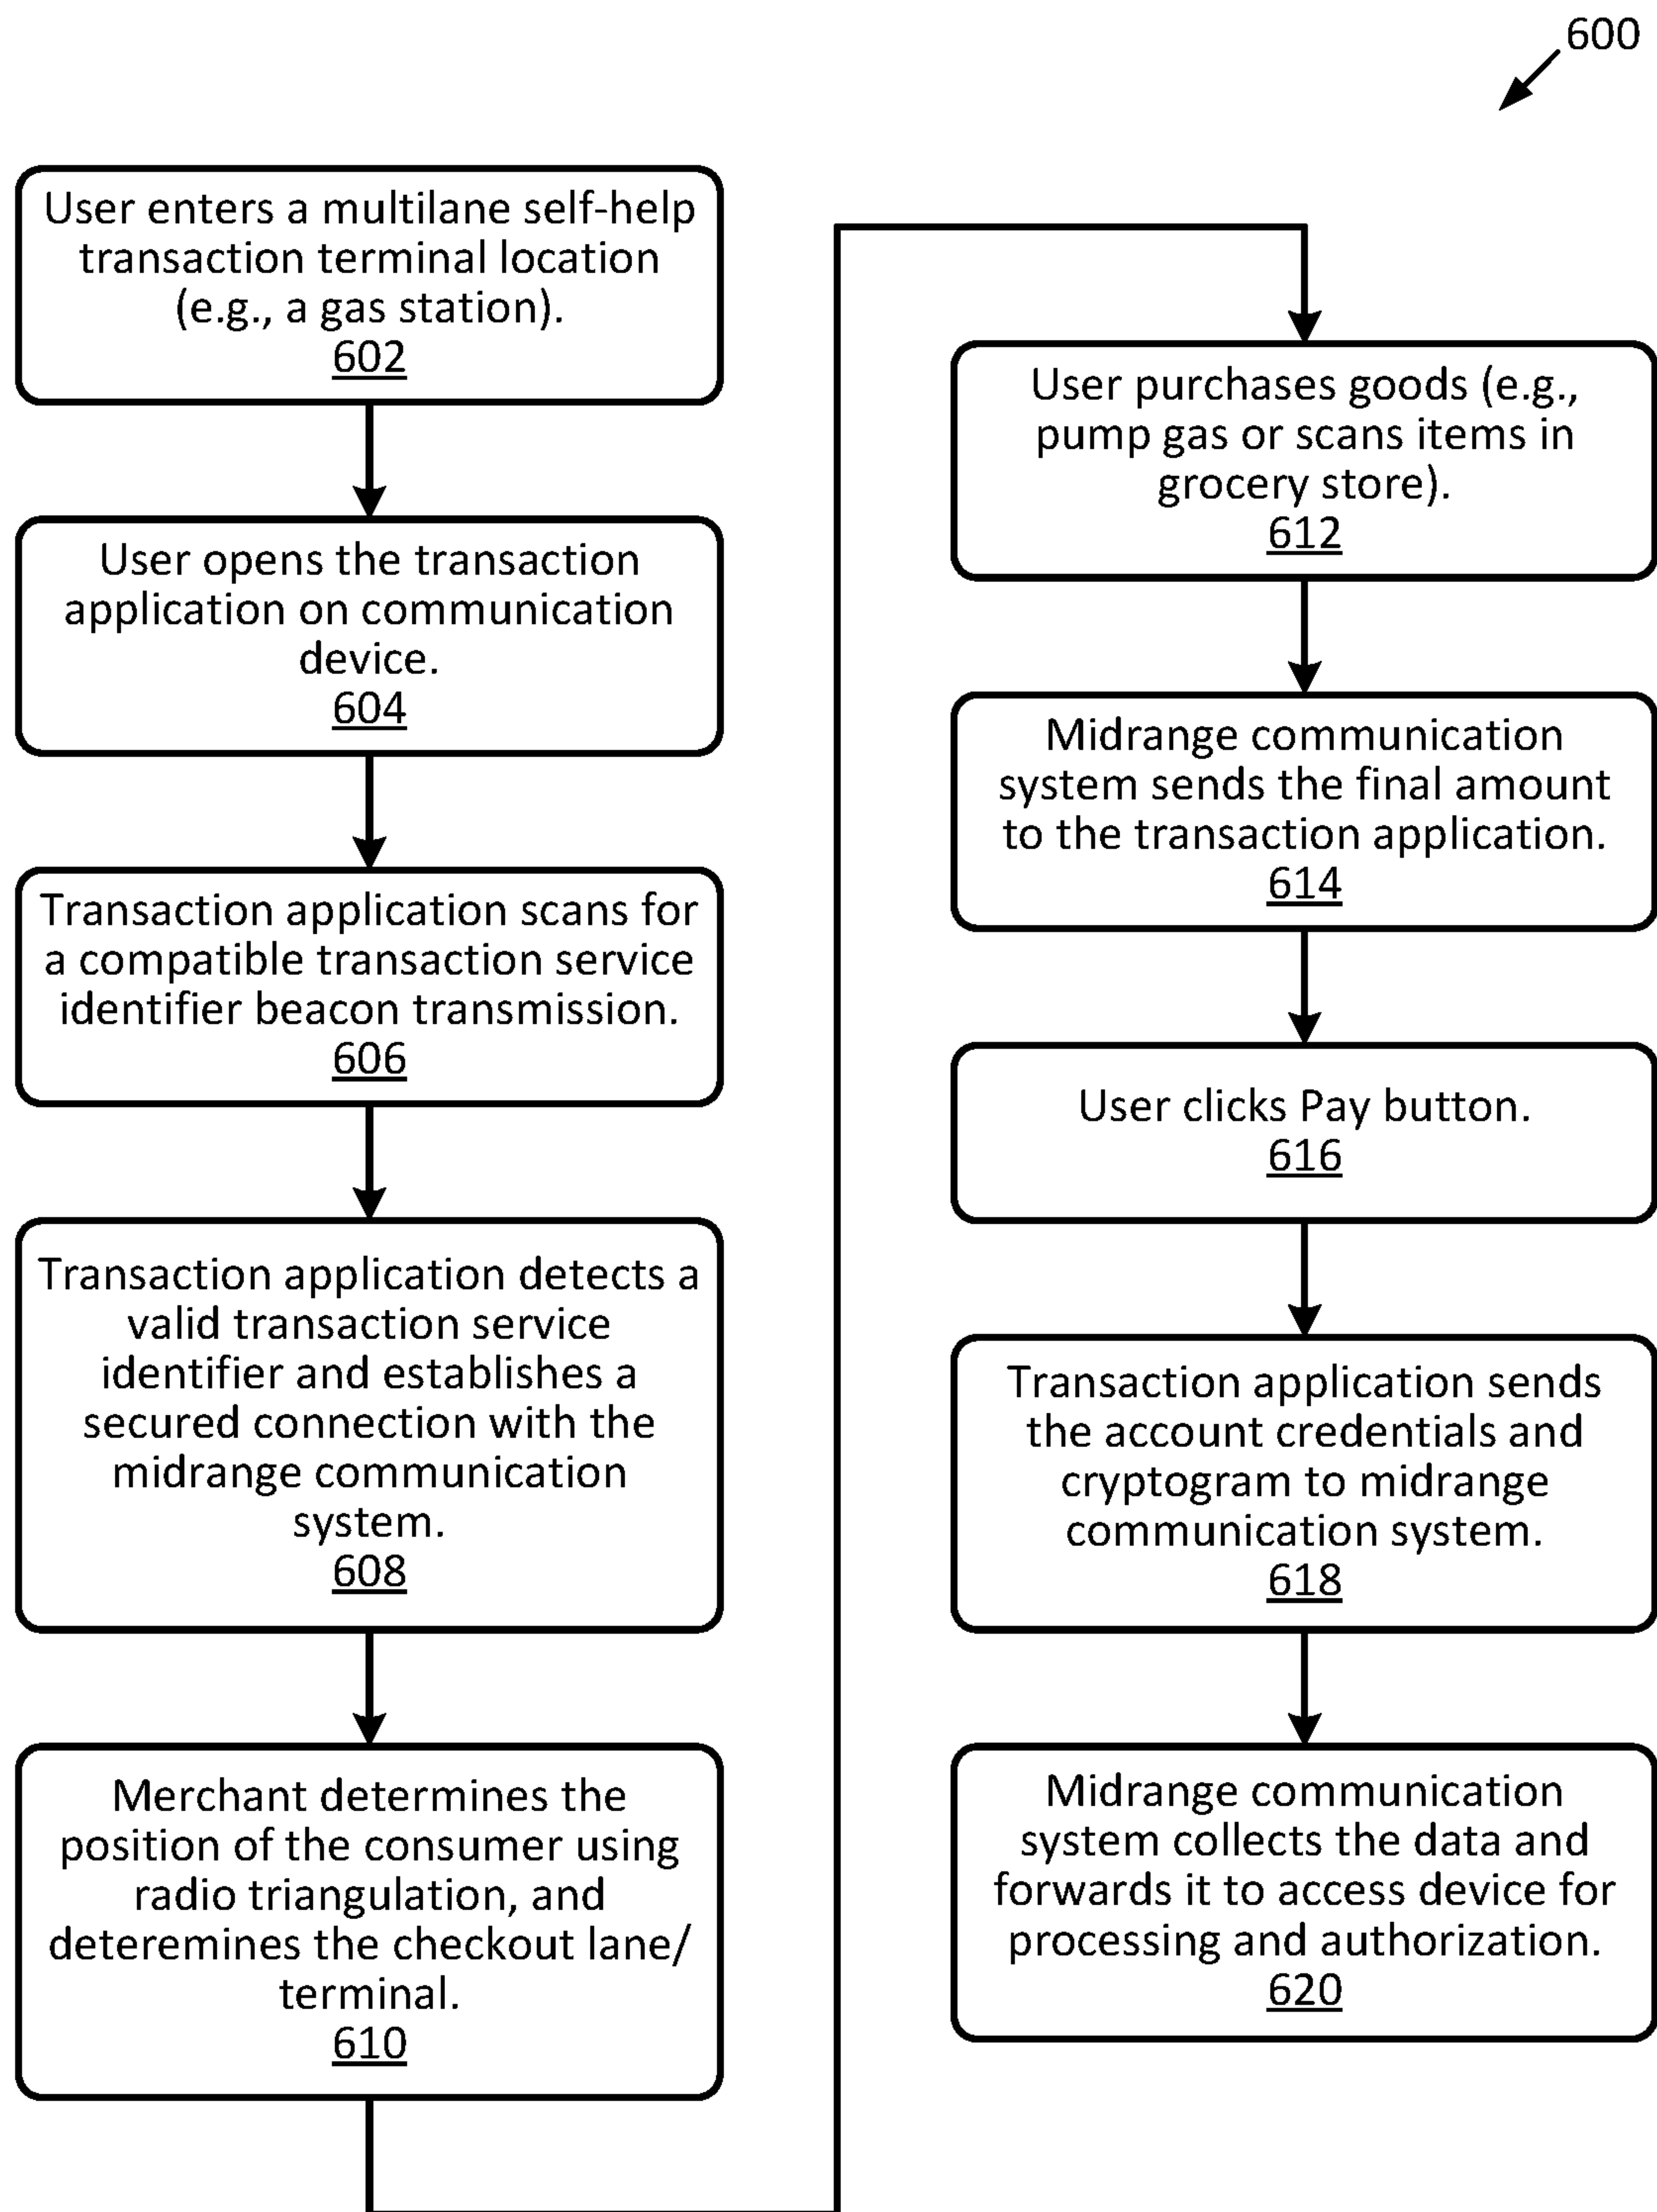 600
User enters a multilane self-help
transaction terminal location
(e.g., a gas station).
602
User opens the transaction
application on communication
device.
604
Transaction application scans for
a compatible transaction service
identifier beacon transmission.
606
Transaction application detects a
valid transaction service
identifier and establishes a
secured connection with the
midrange communication
system.
608
Merchant determines the
position of the consumer using
radio triangulation, and
deteremines the checkout lane/
terminal.
610
User purchases goods (e.g.,
pump gas or scans items in
grocery store).
612
Midrange communication
system sends the final amount
to the transaction application.
614
User clicks Pay button.
616
Transaction application sends
the account credentials and
cryptogram to midrange
communication system.
618
Midrange communication
system collects the data and
forwards it to access device for
processing and authorization.
620